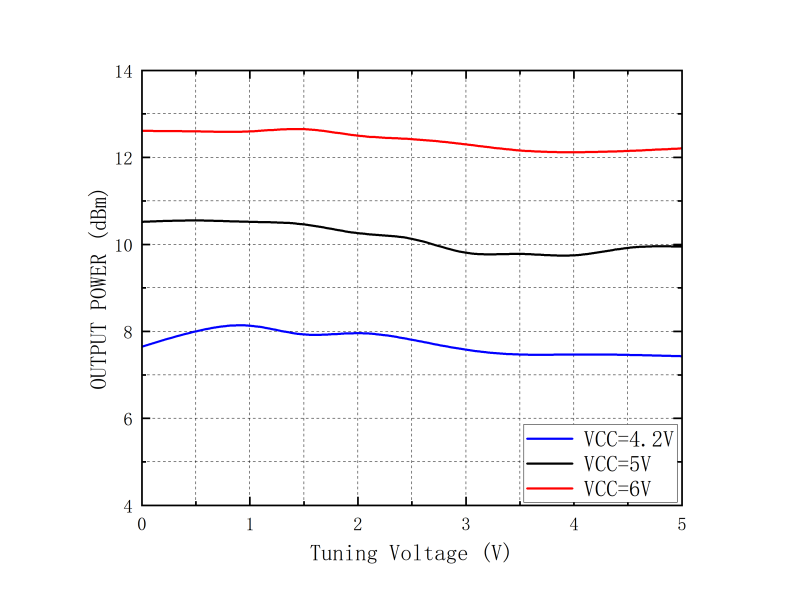 14
12
10
8
6
4
OUTPUT POWER (dBm)
VCC=4.2V
VCC=5V
VCC=6V
0 1 2 3 4 5
Tuning Voltage (V)